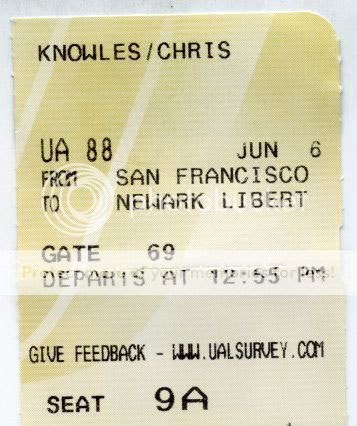 KNOWLES/CHRIS
UA 88 JUN 6
FROM SAN FRANCISCO
TO NEWARK LIBERT
GATE 69
DEPARTS AT 12:55 PM
GIVE FEEDBACK - WWW.UALSURVEY.COM
SEAT 9A